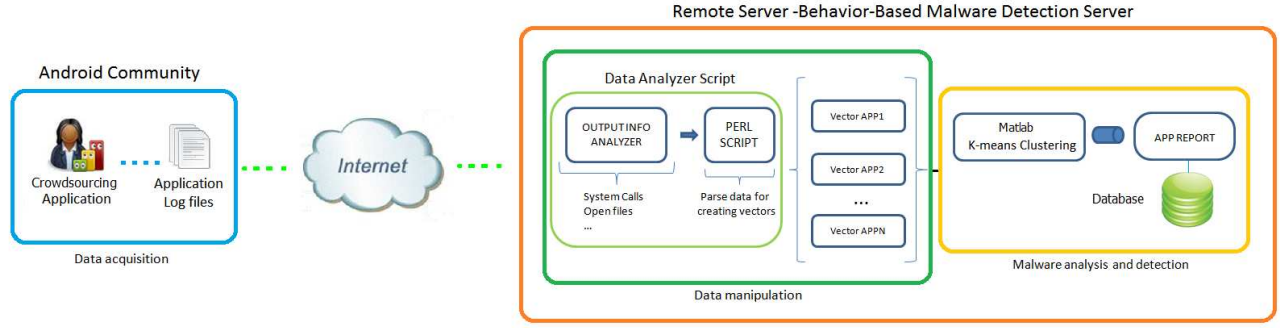 Remote Server -Behavior-Based Malware Detection Server
Android Community
Crowdsourcing
Application
Application
Log files
Data acquisition
Internet
Data Analyzer Script
OUTPUT INFO
ANALYZER
PERL
SCRIPT
System Calls
Open files
...
Parse data for
creating vectors
Vector APP1
Vector APP2
...
Vector APPN
Data manipulation
Matlab
K-means Clustering
APP REPORT
Database
Malware analysis and detection